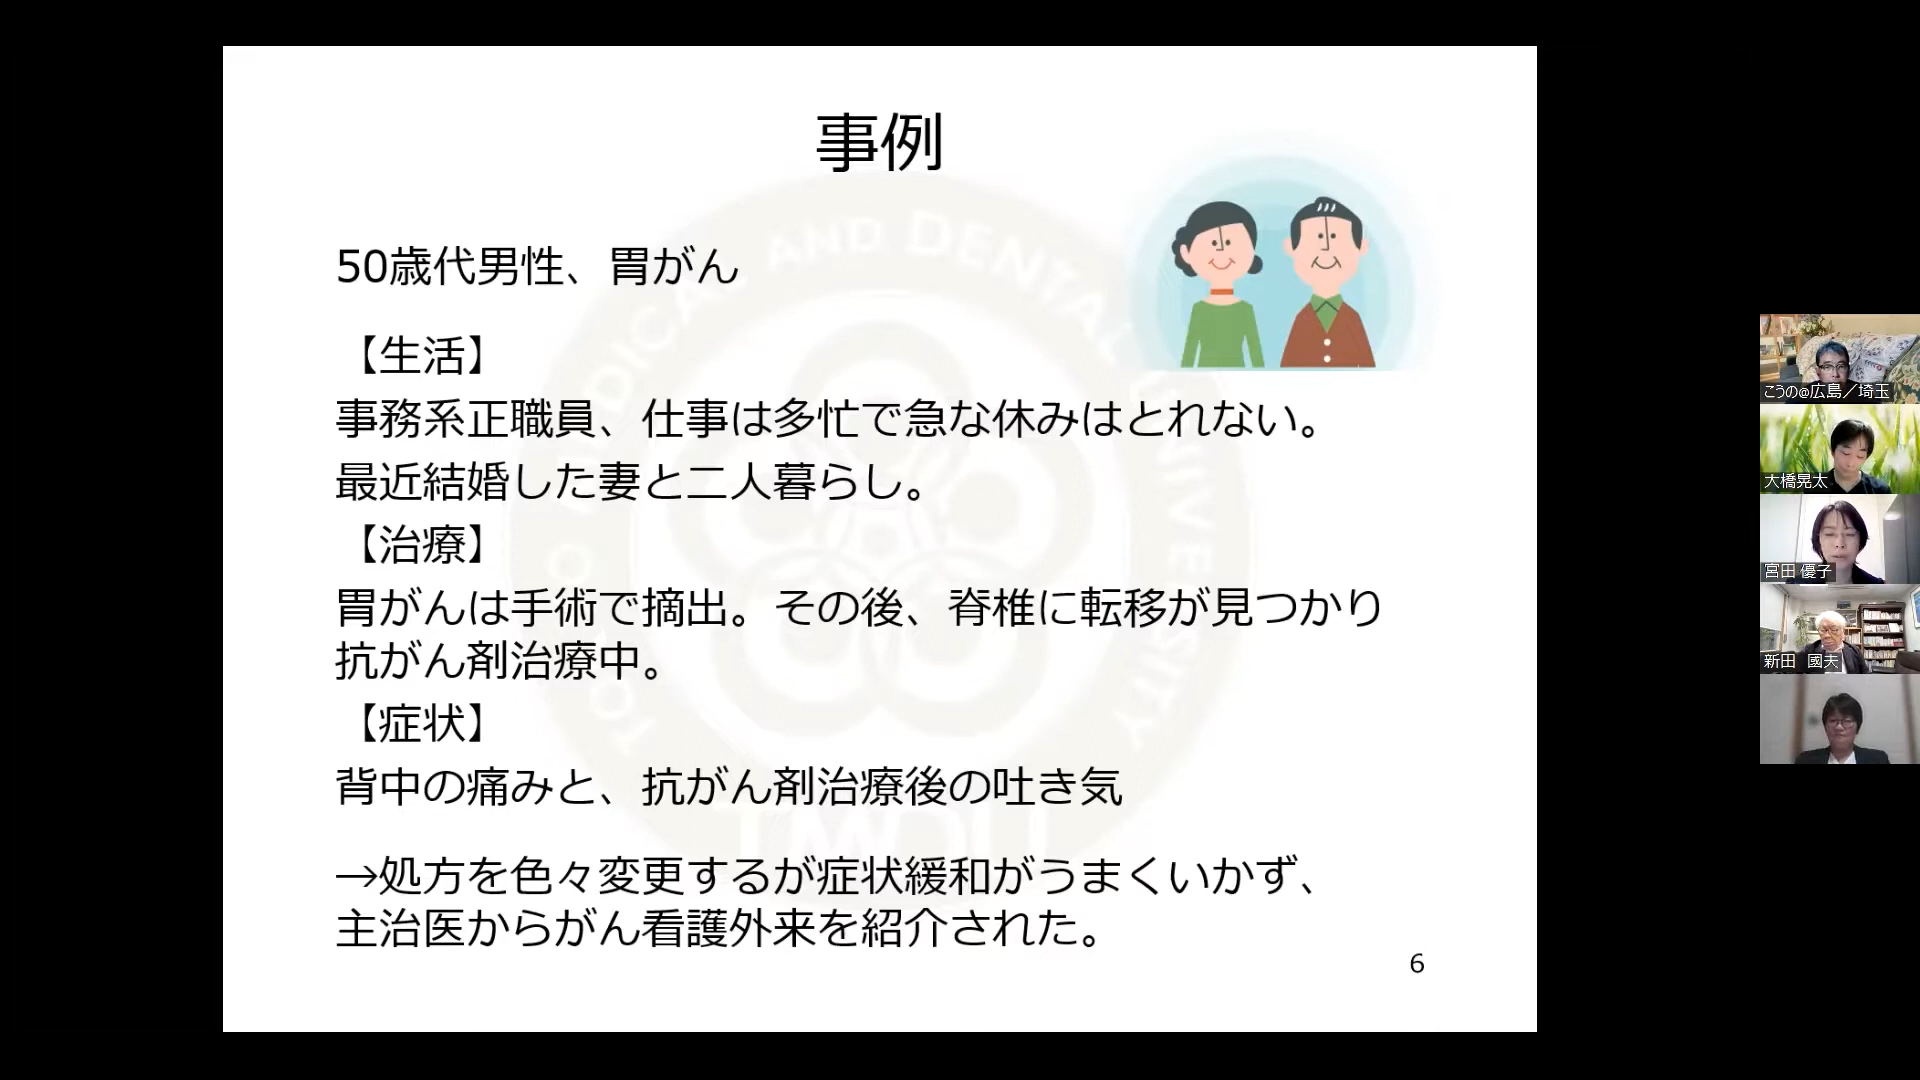 事例
50歳代男性、胃がん
【生活】
事務系正職員、仕事は多忙で急な休みはとれない。
最近結婚した妻と二人暮らし。
【治療】
胃がんは手術で摘出。その後、脊椎に転移が見つかり
抗がん剤治療中。
【症状】
背中の痛みと、抗がん剤治療後の吐き気
→処方を色々変更するが症状緩和がうまくいかず、
主治医からがん看護外来を紹介された。
6
こうの@広島／埼玉
大橋晃太
宮田 優子
新田　國夫
AND DENTAL
TMDU